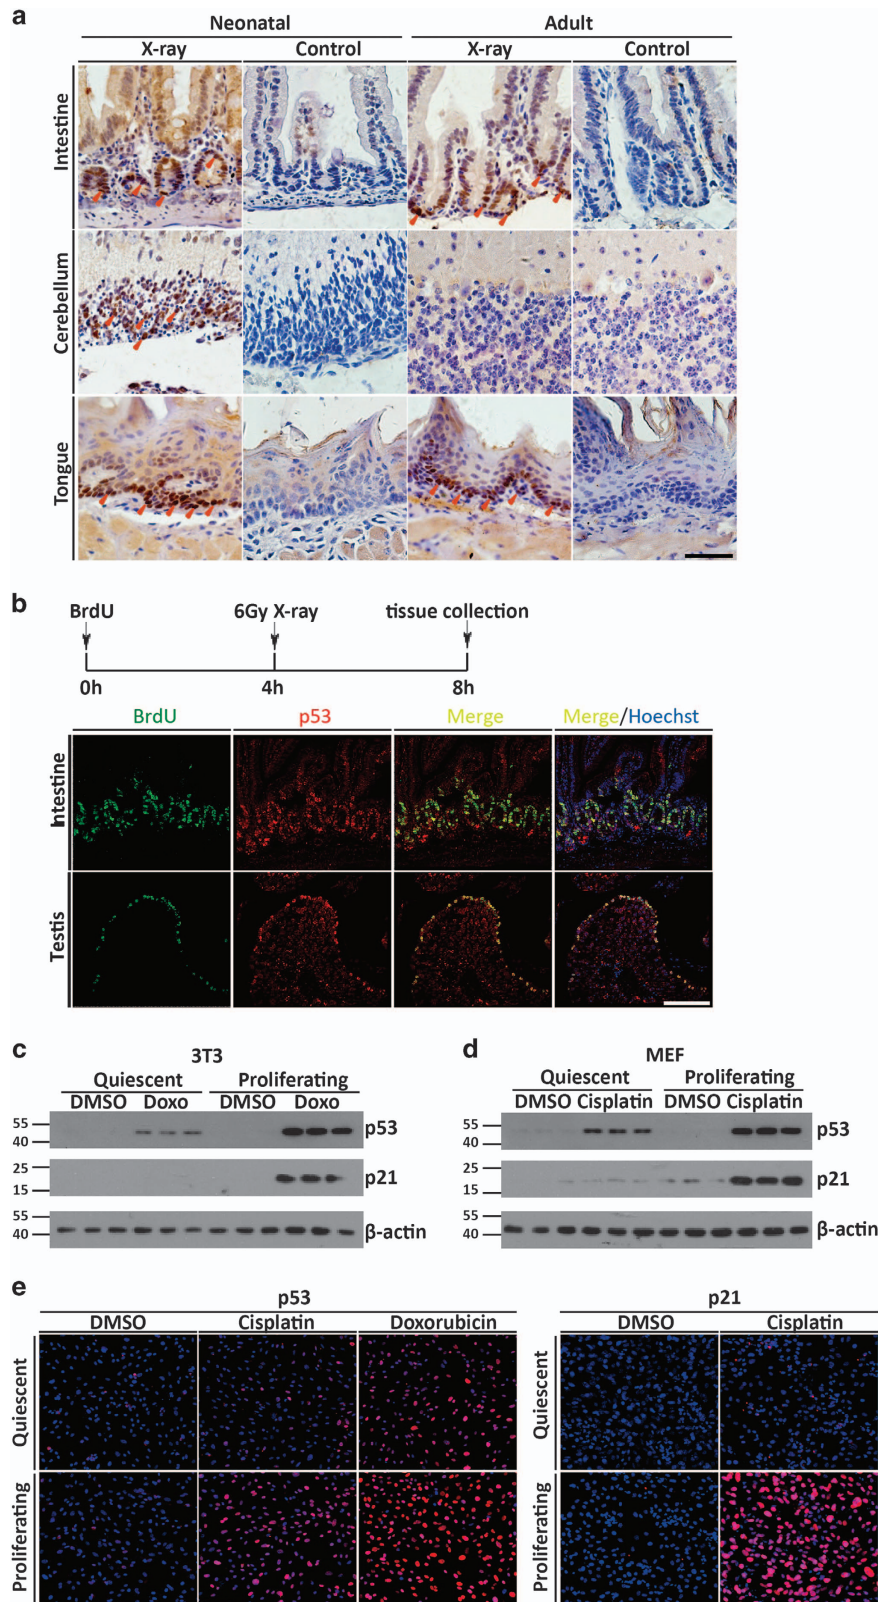 a
Neonatal Adult
X-ray Control X-ray Control
Intestine
Cerebellum
Tongue
b
BrdU 6Gy X-ray tissue collection
0h 4h 8h
BrdU p53 Merge Merge/Hoechst
Intestine
Testis
c
3T3
Quiescent Proliferating
DMSO Doxo DMSO Doxo
55
40
p53
25
15
p21
55
40
β-actin
d
MEF
Quiescent Proliferating
DMSO Cisplatin DMSO Cisplatin
55
40
p53
25
15
p21
55
40
β-actin
e
p53
DMSO Cisplatin Doxorubicin
Quiescent
Proliferating
p21
DMSO Cisplatin
Quiescent
Proliferating